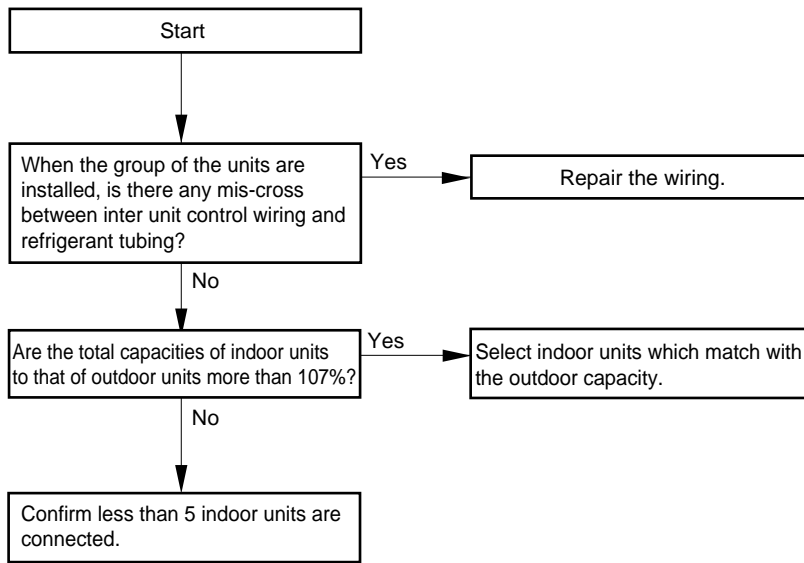 Start
When the group of the units are
installed, is there any mis-cross
between inter unit control wiring and
refrigerant tubing?
Yes
Repair the wiring.
No
Are the total capacities of indoor units
to that of outdoor units more than 107%?
Yes
Select indoor units which match with
the outdoor capacity.
No
Confirm less than 5 indoor units are
connected.